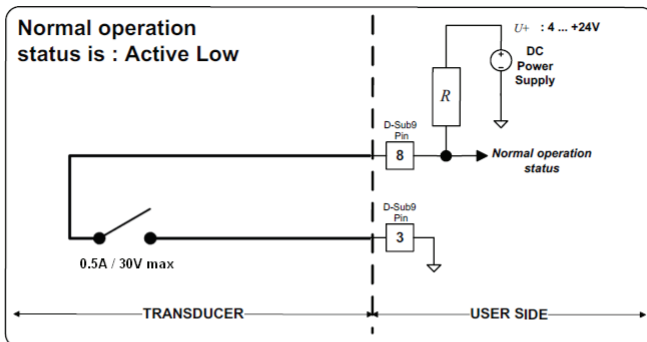 Normal operation
status is : Active Low
U+ : 4 ... +24V
DC
Power
Supply
R
D-Sub9
Pin
8
Normal operation
status
D-Sub9
Pin
3
0.5A / 30V max
TRANSDUCER
USER SIDE